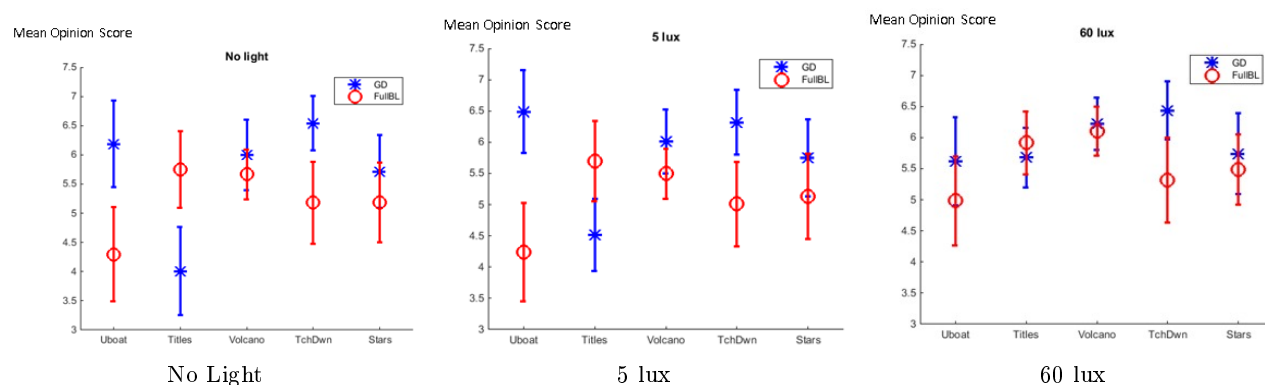 Mean Opinion Score
No light
GD
FullBL
7.5
7
6.5
6
5.5
5
4.5
4
3.5
3
Uboat Titles Volcano TchDwn Stars
No Light
Mean Opinion Score
5 lux
GD
FullBL
7.5
7
6.5
6
5.5
5
4.5
4
3.5
3
Uboat Titles Volcano TchDwn Stars
5 lux
Mean Opinion Score
60 lux
GD
FullBL
7.5
7
6.5
6
5.5
5
4.5
4
3.5
3
Uboat Titles Volcano TchDwn Stars
60 lux